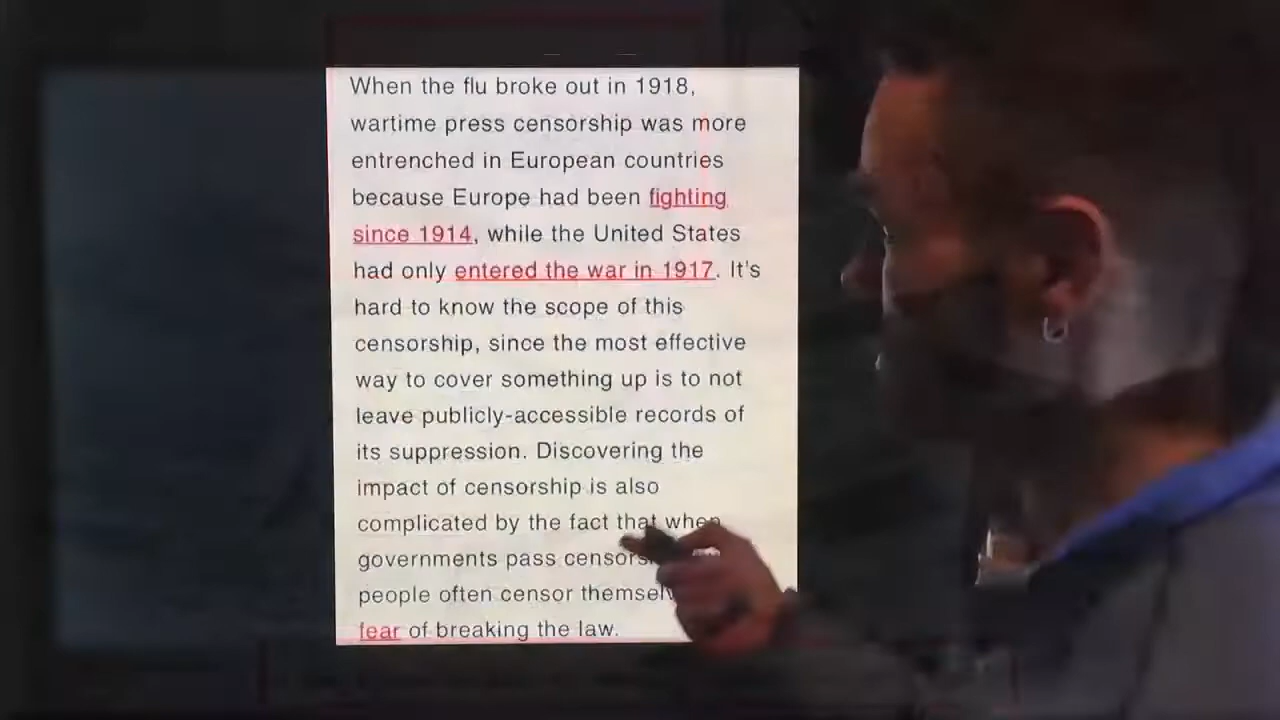 When the flu broke out in 1918,
wartime press censorship was more
entrenched in European countries
because Europe had been fighting
since 1914, while the United States
had only entered the war in 1917. It's
hard to know the scope of this
censorship, since the most effective
way to cover something up is to not
leave publicly-accessible records of
its suppression. Discovering the
impact of censorship is also
complicated by the fact that when
governments pass
people often censor
fear of breaking the law.